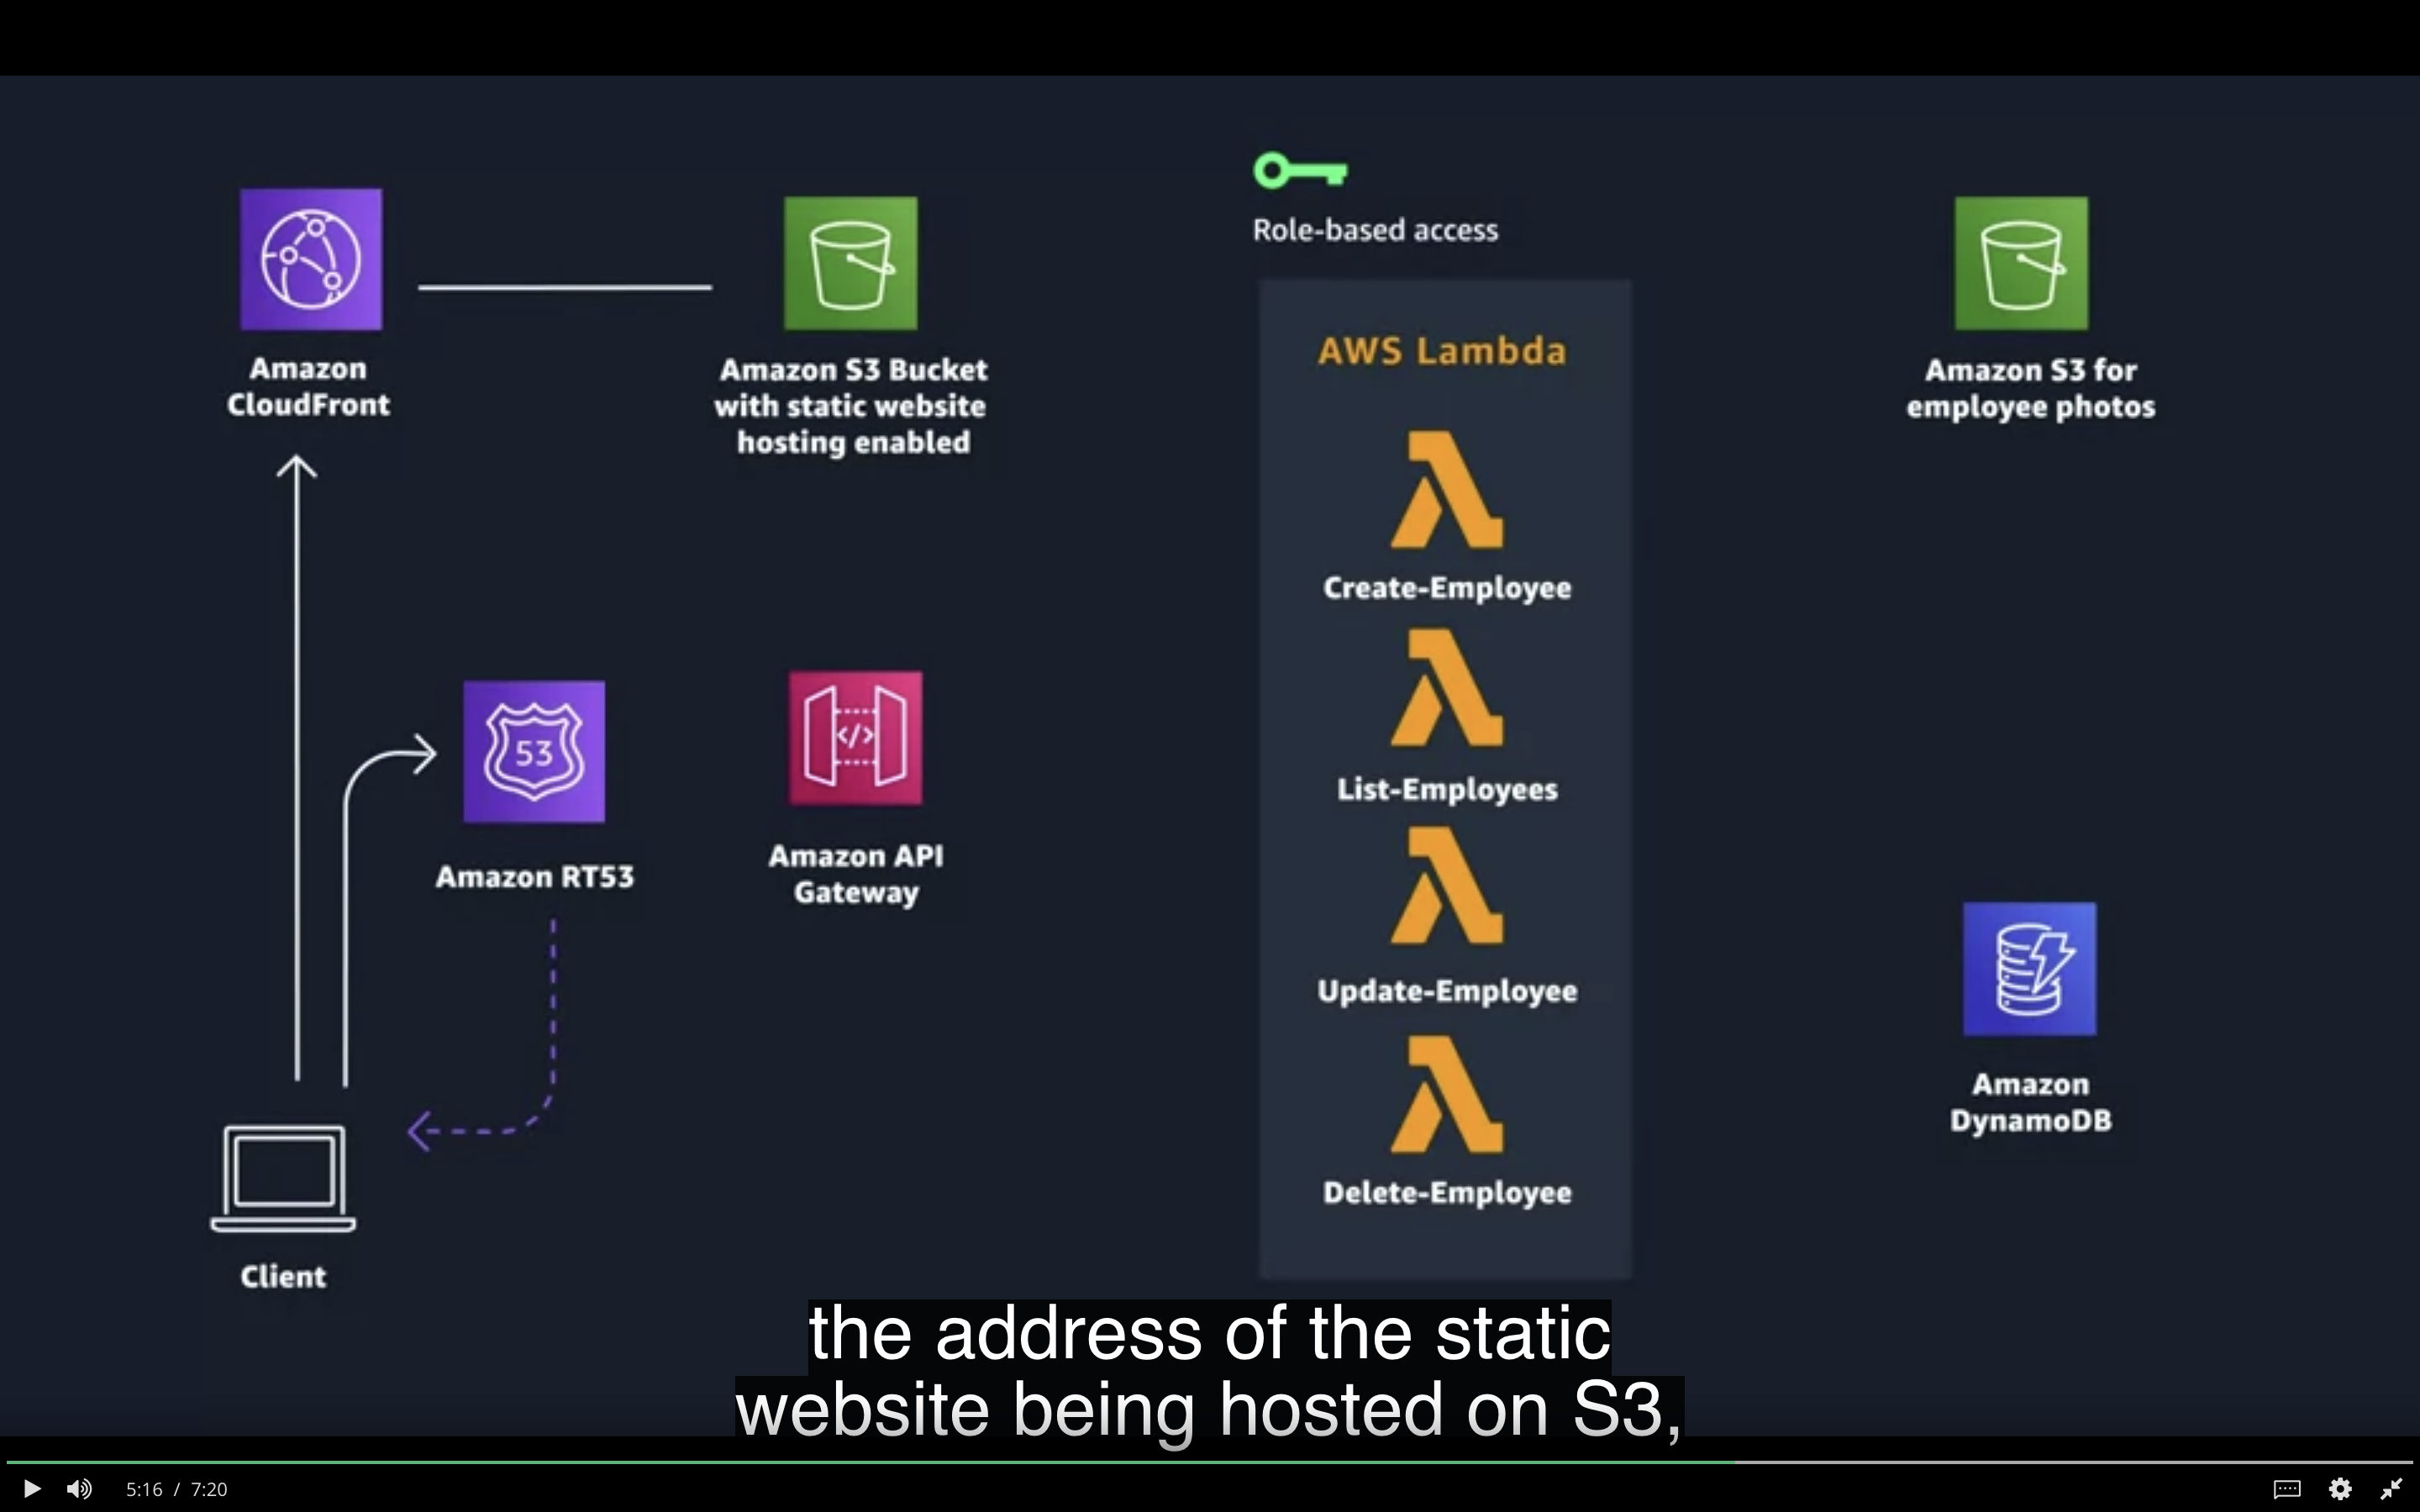 Role-based access
Amazon
CloudFront
Amazon S3 Bucket
with static website
hosting enabled
AWS Lambda
Amazon S3 for
employee photos
Create-Employee
53
</>
List-Employees
Amazon RT53
Amazon API
Gateway
Update-Employee
Amazon
DynamoDB
Delete-Employee
Client
the address of the static
website being hosted on S3,
5:16 / 7:20